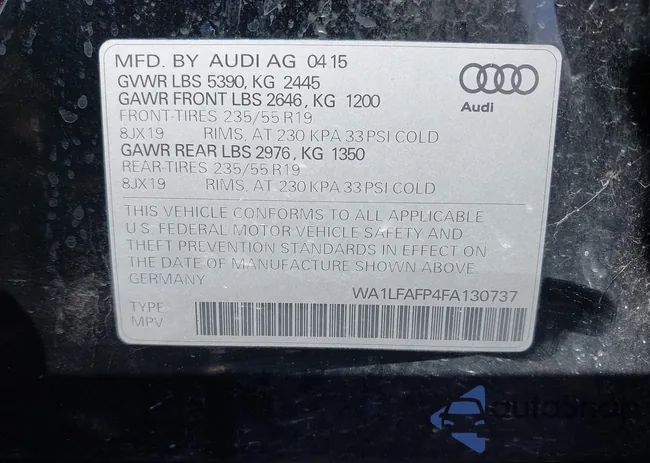 MFD. BY AUDI AG 04 15
GVWR LBS 5390, KG 2445
GAWR FRONT LBS 2646, KG 1200
FRONT-TIRES 235/55 R19
8JX19 RIMS, AT 230 KPA 33 PSI COLD
GAWR REAR LBS 2976, KG 1350
REAR-TIRES 235/55 R19
8JX19 RIMS, AT 230 KPA 33 PSI COLD
Audi
THIS VEHICLE CONFORMS TO ALL APPLICABLE
U.S. FEDERAL MOTOR VEHICLE SAFETY AND
THEFT PREVENTION STANDARDS IN EFFECT ON
THE DATE OF MANUFACTURE SHOWN ABOVE.
GERMANY
WA1LFAFP4FA130737
TYPE:
MPV
autoShop